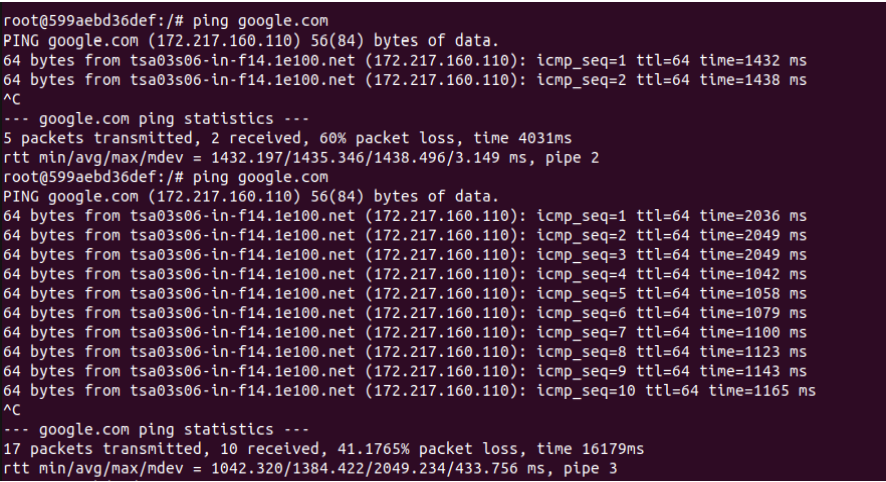 root@599aebd36def:/# ping google.com
PING google.com (172.217.160.110) 56(84) bytes of data.
64 bytes from tsa03s06-in-f14.1e100.net (172.217.160.110): icmp_seq=1 ttl=64 time=1432 ms
64 bytes from tsa03s06-in-f14.1e100.net (172.217.160.110): icmp_seq=2 ttl=64 time=1438 ms
^C
--- google.com ping statistics ---
5 packets transmitted, 2 received, 60% packet loss, time 4031ms
rtt min/avg/max/mdev = 1432.197/1435.346/1438.496/3.149 ms, pipe 2
root@599aebd36def:/# ping google.com
PING google.com (172.217.160.110) 56(84) bytes of data.
64 bytes from tsa03s06-in-f14.1e100.net (172.217.160.110): icmp_seq=1 ttl=64 time=2036 ms
64 bytes from tsa03s06-in-f14.1e100.net (172.217.160.110): icmp_seq=2 ttl=64 time=2049 ms
64 bytes from tsa03s06-in-f14.1e100.net (172.217.160.110): icmp_seq=3 ttl=64 time=2049 ms
64 bytes from tsa03s06-in-f14.1e100.net (172.217.160.110): icmp_seq=4 ttl=64 time=1042 ms
64 bytes from tsa03s06-in-f14.1e100.net (172.217.160.110): icmp_seq=5 ttl=64 time=1058 ms
64 bytes from tsa03s06-in-f14.1e100.net (172.217.160.110): icmp_seq=6 ttl=64 time=1079 ms
64 bytes from tsa03s06-in-f14.1e100.net (172.217.160.110): icmp_seq=7 ttl=64 time=1100 ms
64 bytes from tsa03s06-in-f14.1e100.net (172.217.160.110): icmp_seq=8 ttl=64 time=1123 ms
64 bytes from tsa03s06-in-f14.1e100.net (172.217.160.110): icmp_seq=9 ttl=64 time=1143 ms
64 bytes from tsa03s06-in-f14.1e100.net (172.217.160.110): icmp_seq=10 ttl=64 time=1165 ms
^C
--- google.com ping statistics ---
17 packets transmitted, 10 received, 41.1765% packet loss, time 16179ms
rtt min/avg/max/mdev = 1042.320/1384.422/2049.234/433.756 ms, pipe 3